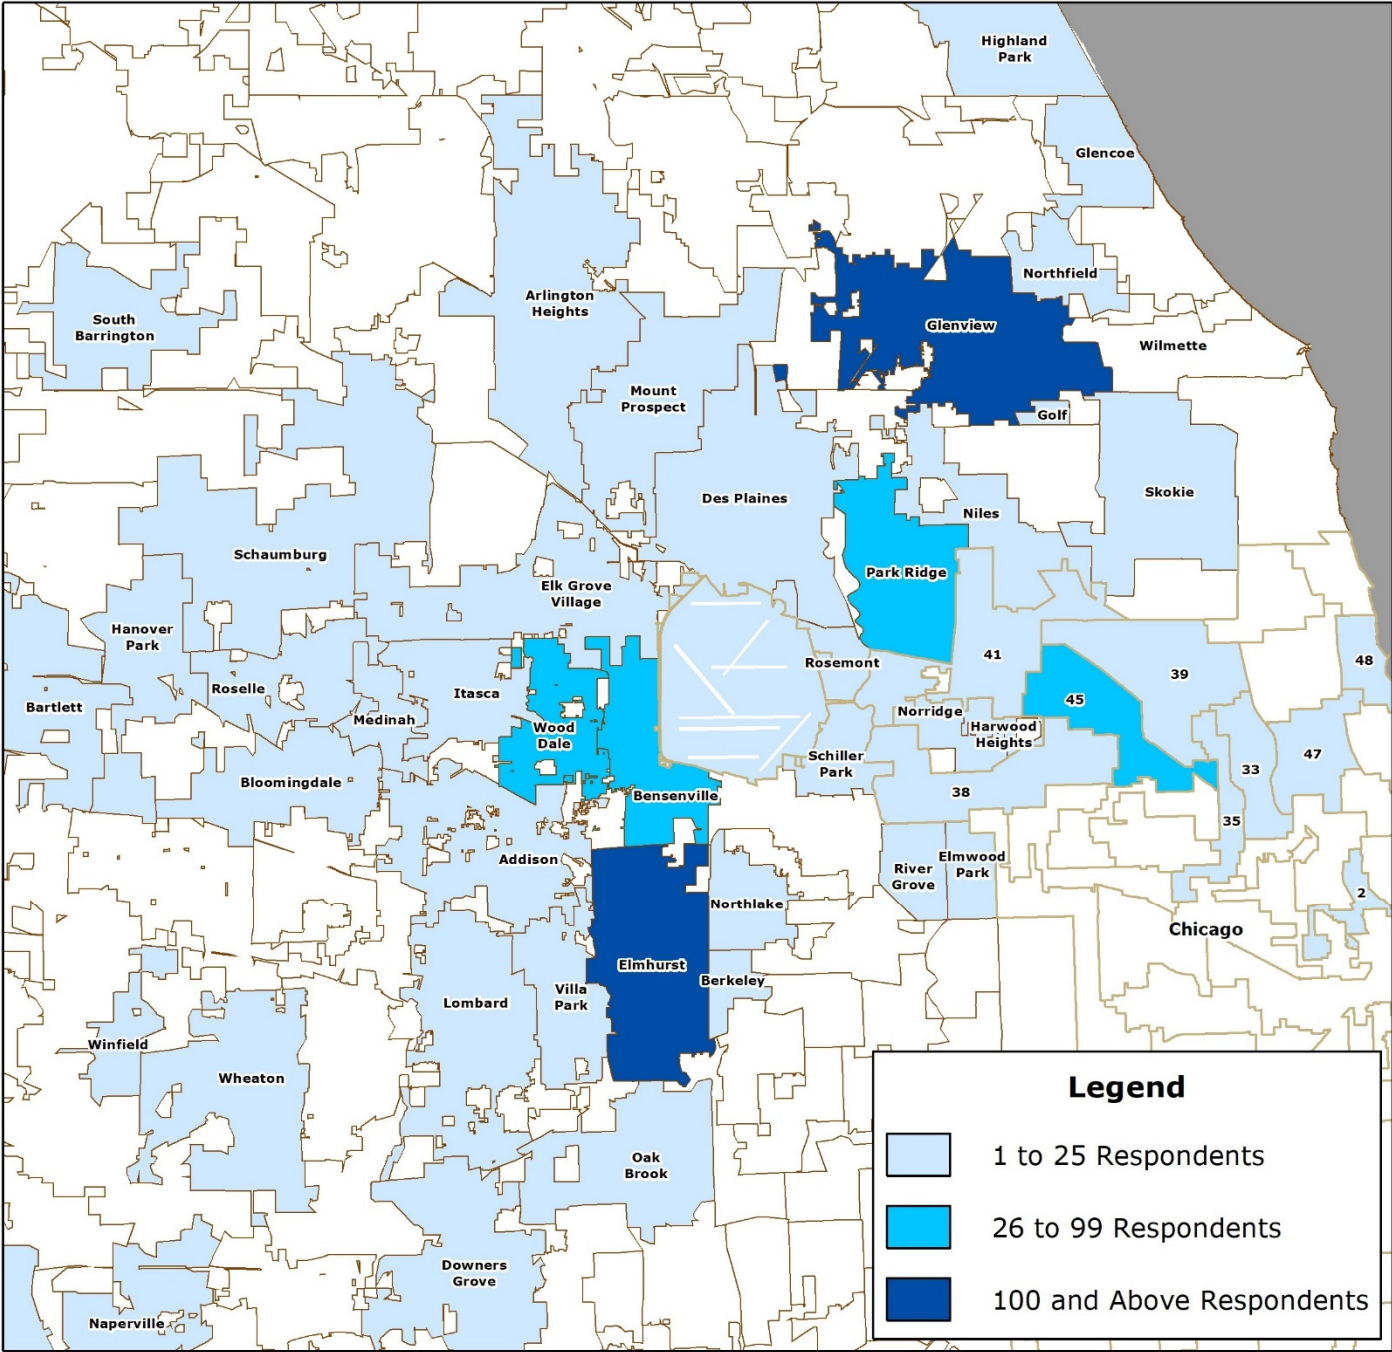 Highland
Park
Glencoe
Northfield
Arlington
Heights
South
Barrington
Glenview
Wilmette
Mount
Prospect
Golf
Des Plaines
Skokie
Niles
Schaumburg
Park Ridge
Elk Grove
Village
Hanover
Park
41
Rosemont
48
39
Roselle
Itasca
45
Bartlett
Medinah
Norridge
Wood
Dale
Harwood
Heights
47
Schiller
Park
33
Bloomingdale
Bensenville
38
35
Addison
Elmwood
Park
River
Grove
2
Northlake
Chicago
Elmhurst
Berkeley
Villa
Park
Lombard
Winfield
Wheaton
Oak
Brook
Downers
Grove
Naperville
Legend
1 to 25 Respondents
26 to 99 Respondents
100 and Above Respondents